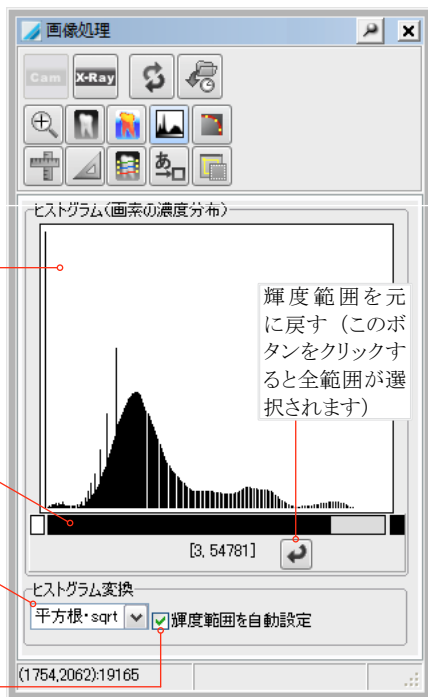 画像処理
Cam X-Ray
あ
ヒストグラム(画素の濃度分布)
輝度範囲を元
に戻す（このボ
タンをクリックす
ると全範囲が選
択されます）
[3, 54781]
ヒストグラム変換
平方根・sqrt
輝度範囲を自動設定
(1754,2062):19165